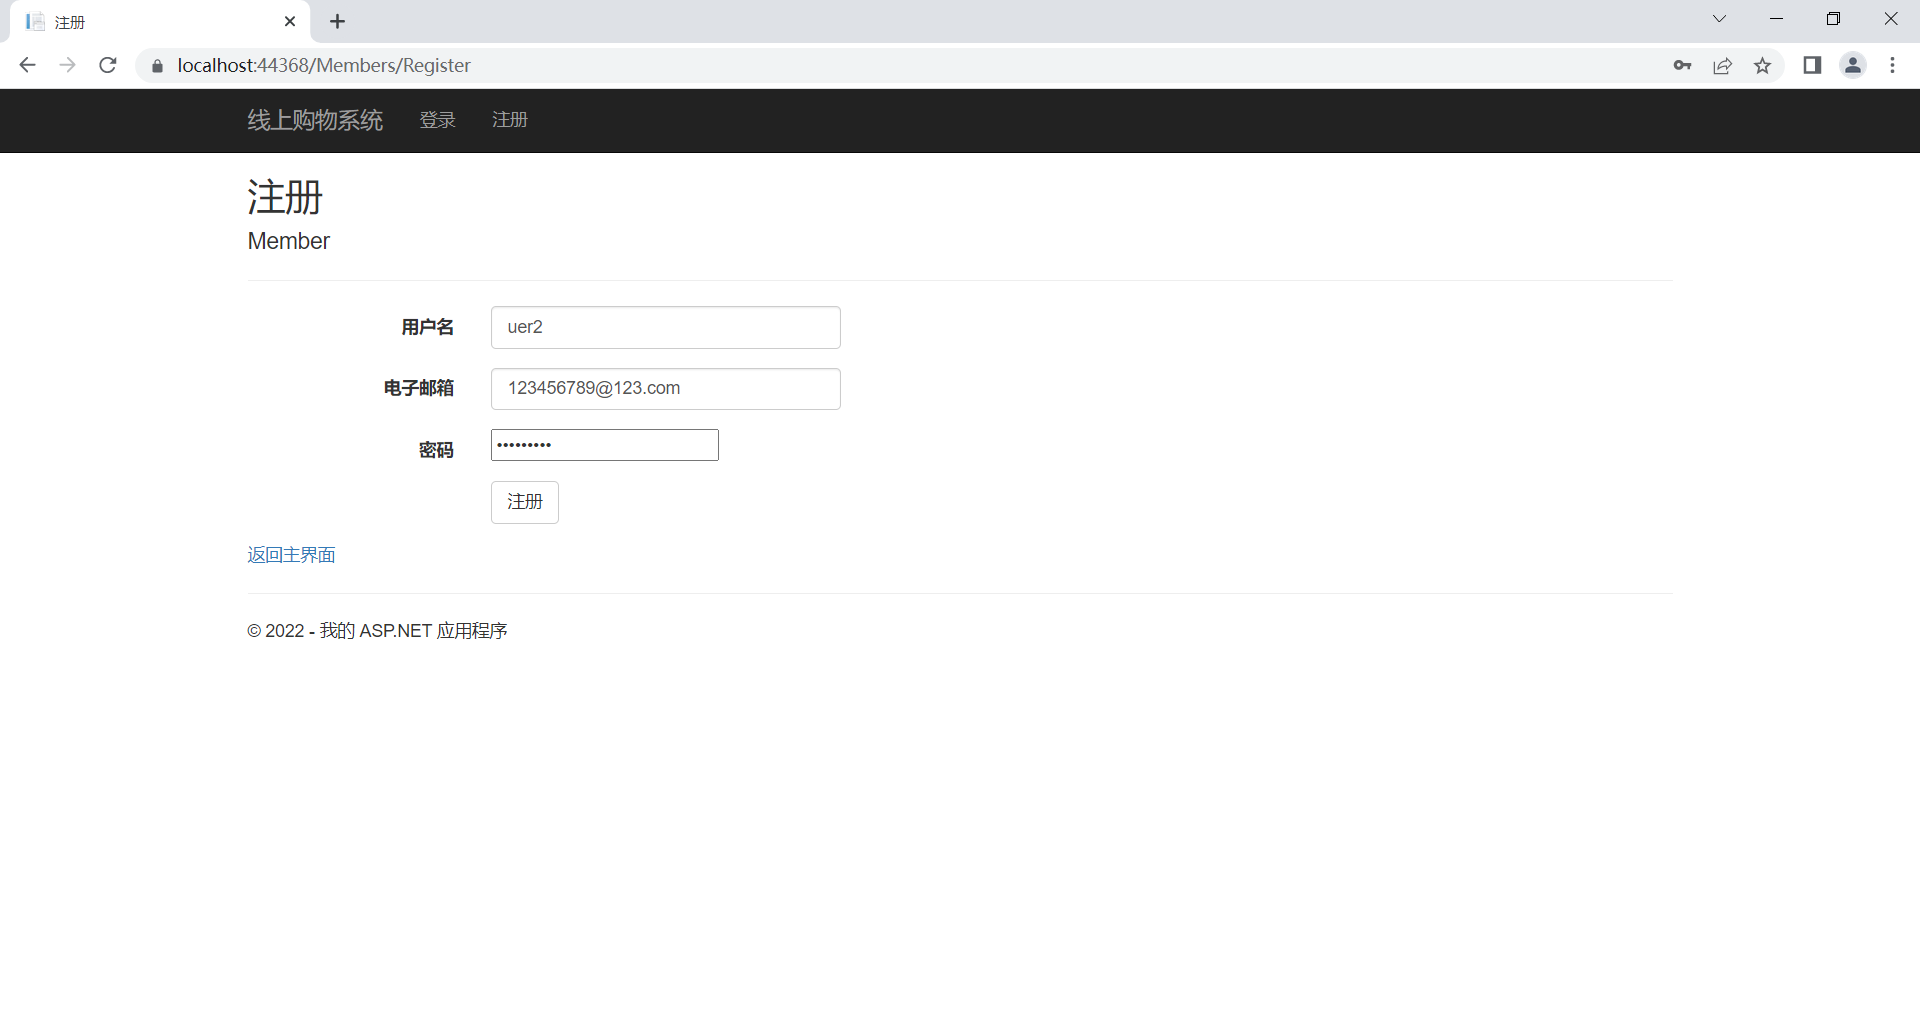 注册
localhost:44368/Members/Register
线上购物系统 登录 注册
注册
Member
用户名 uer2
电子邮箱 123456789@123.com
密码 •••••••••
注册
返回主界面
© 2022 - 我的 ASP.NET 应用程序